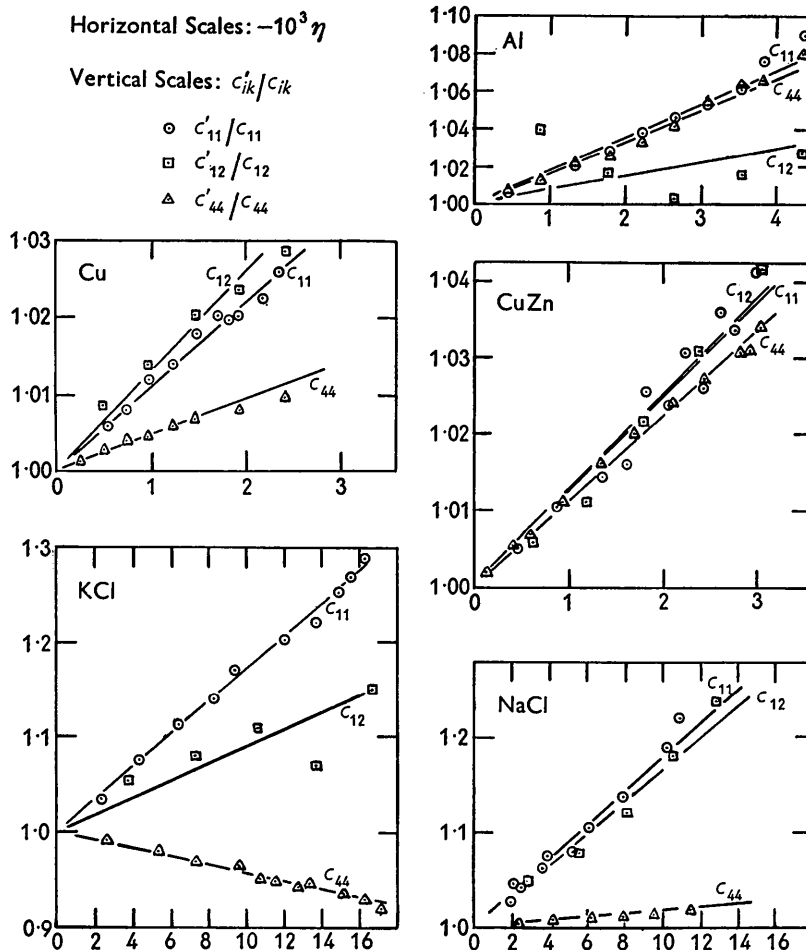 Horizontal Scales: −10³ η
Vertical Scales: c′ik/cik
c′11/c11
c′12/c12
c′44/c44
Al
1·10
1·08
1·06
1·04
1·02
1·00
C11
C44
C12
0 1 2 3 4
Cu
1·03
1·02
1·01
1·00
C12
C11
C44
0 1 2 3
CuZn
1·04
1·03
1·02
1·01
1·00
C12
C11
C44
0 1 2 3
KCl
1·3
1·2
1·1
1·0
0·9
C11
C12
C44
0 2 4 6 8 10 12 14 16
NaCl
1·2
1·1
1·0
C11
C12
C44
0 2 4 6 8 10 12 14 16